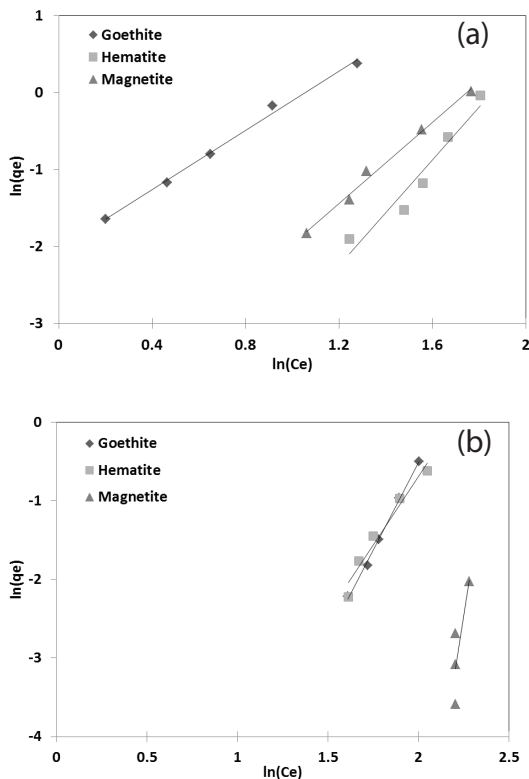 (a)
Goethite
Hematite
Magnetite
1
0
-1
-2
-3
ln(qe)
0 0.4 0.8 1.2 1.6 2
ln(Ce)
(b)
Goethite
Hematite
Magnetite
0
-1
-2
-3
-4
ln(qe)
0 0.5 1 1.5 2 2.5
ln(Ce)